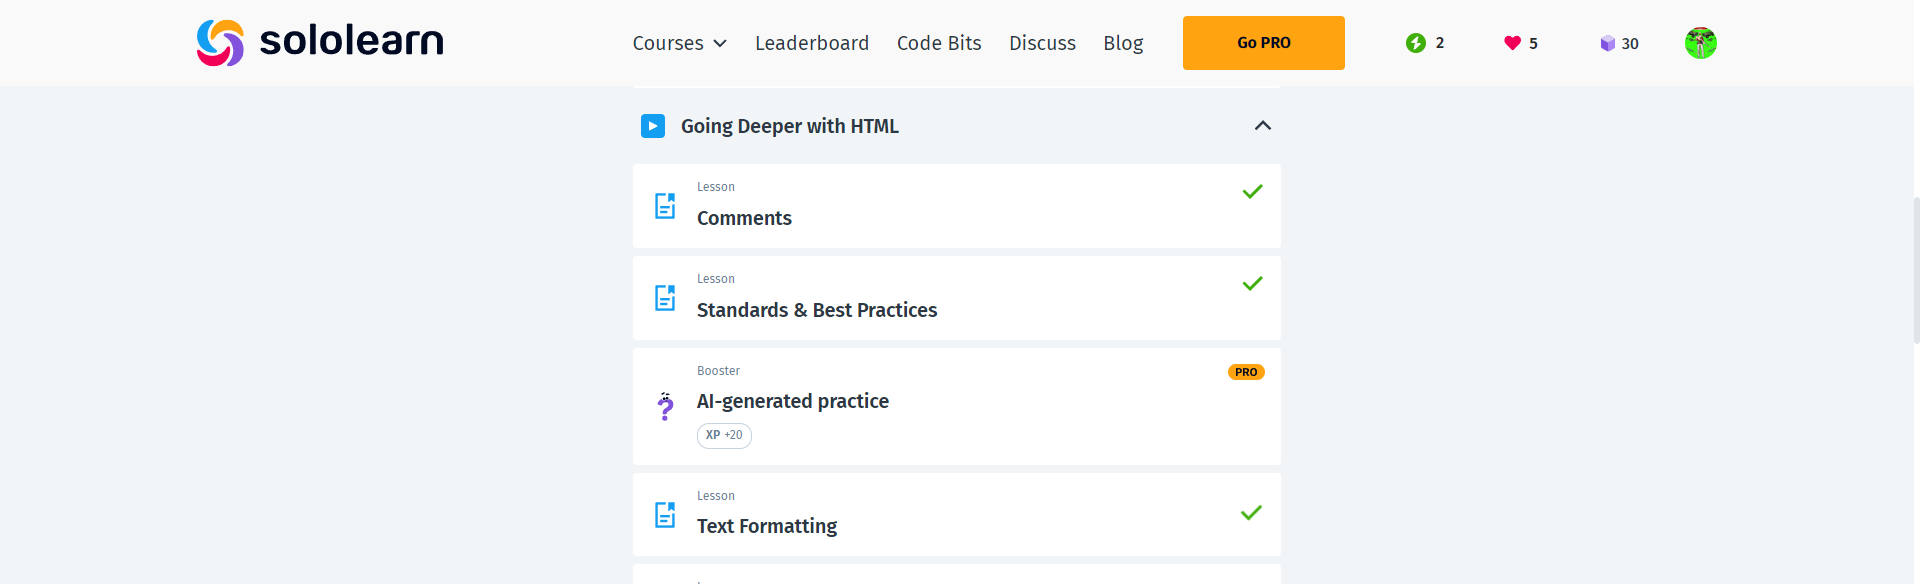 sololearn
Courses Leaderboard Code Bits Discuss Blog Go PRO 2 5 30
Going Deeper with HTML
Lesson
Comments
Lesson
Standards & Best Practices
Booster
PRO
AI-generated practice
XP +20
Lesson
Text Formatting